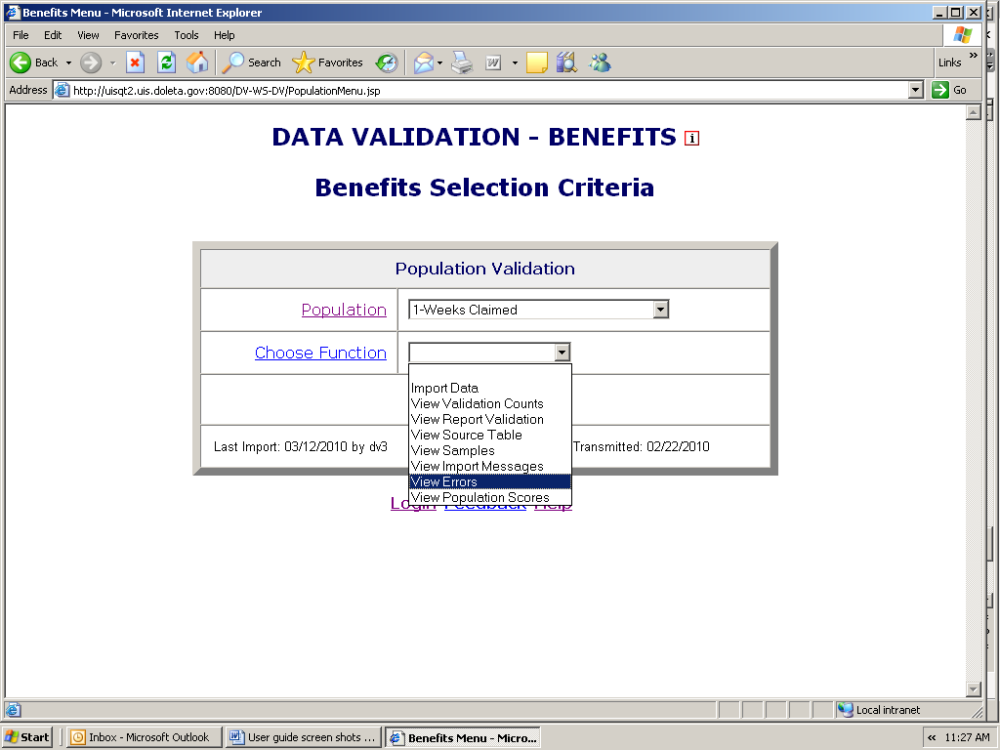 Benefits Menu - Microsoft Internet Explorer
File Edit View Favorites Tools Help
Back Search Favorites W Links »
Address http://uisqt2.uis.doleta.gov:8080/DV-WS-DV/PopulationMenu.jsp Go
DATA VALIDATION - BENEFITS i
Benefits Selection Criteria
Population Validation
Population 1-Weeks Claimed
Choose Function
Import Data
View Validation Counts
View Report Validation
View Source Table
Last Import: 03/12/2010 by dv3 View Samples Transmitted: 02/22/2010
View Import Messages
View Errors
View Population Scores
Login Feedback Help
Local intranet
Start Inbox - Microsoft Outlook User guide screen shots ... Benefits Menu - Micro... « 11:27 AM